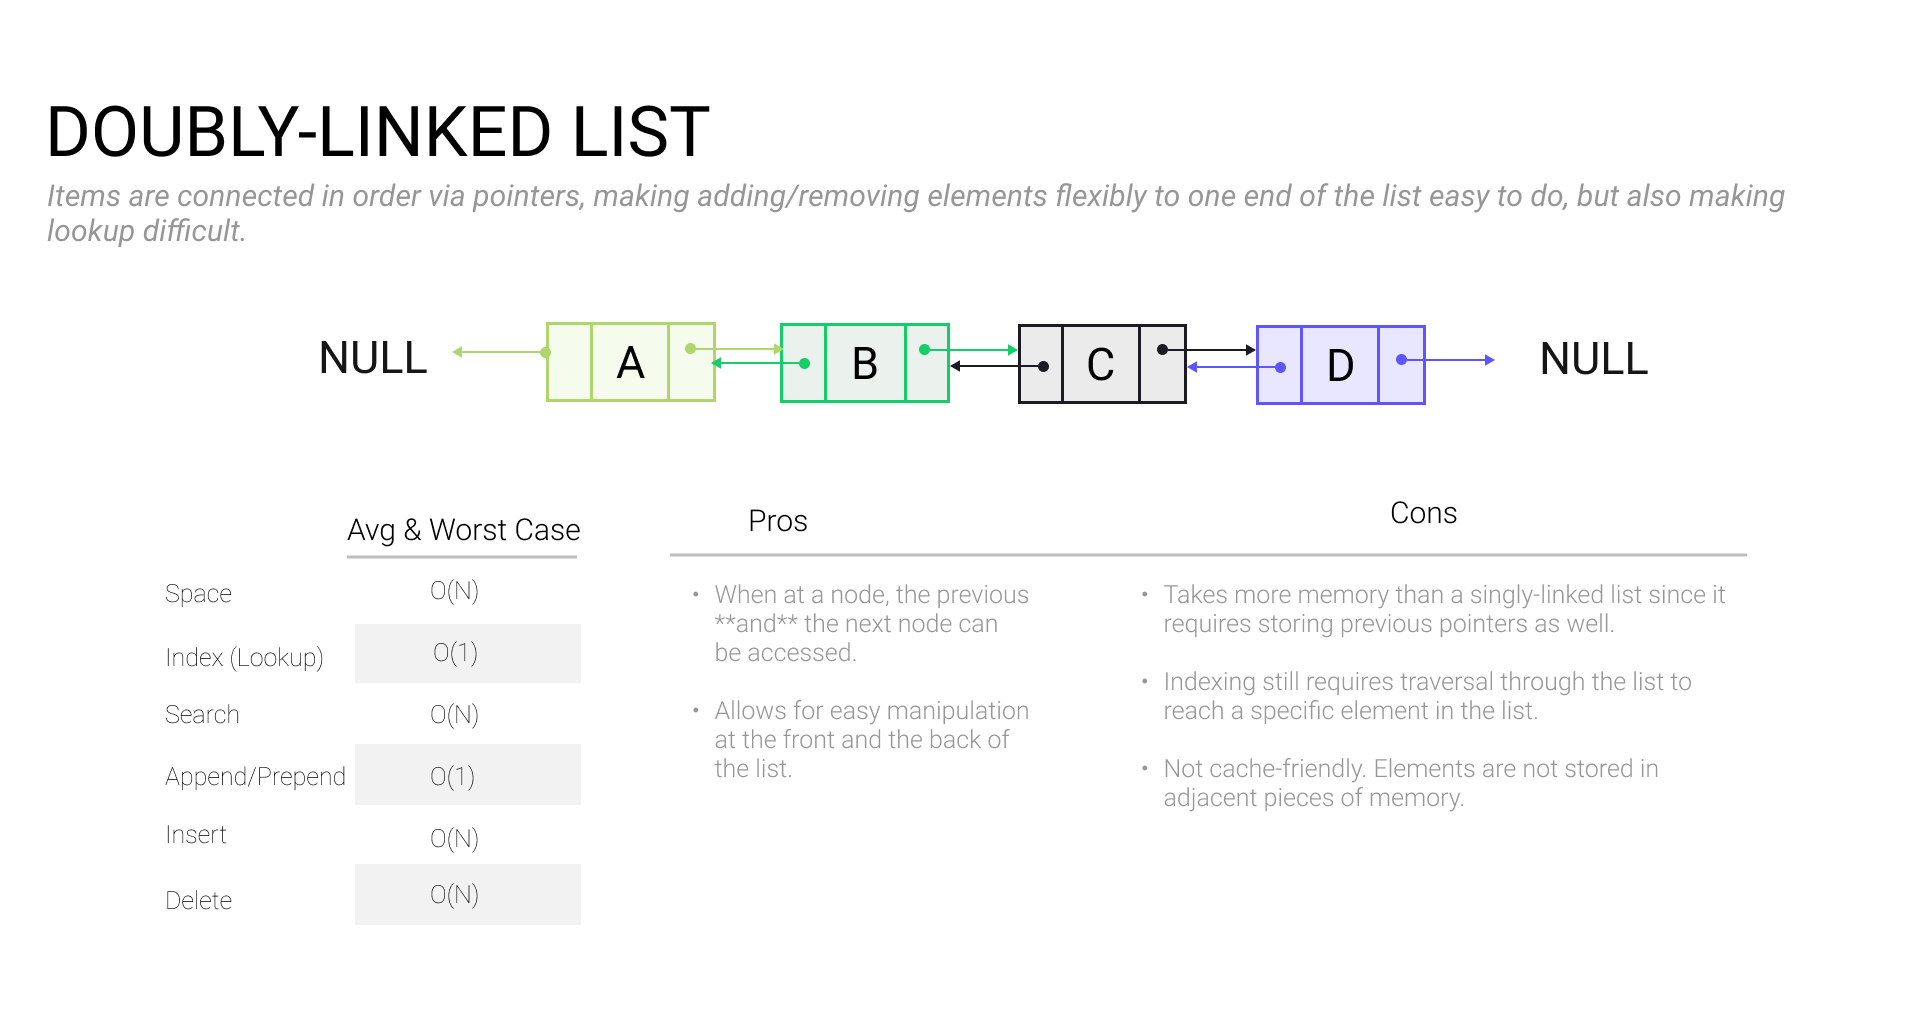 DOUBLY-LINKED LIST
Items are connected in order via pointers, making adding/removing elements flexibly to one end of the list easy to do, but also making
lookup difficult.
NULL A B C D NULL
Avg & Worst Case
Space O(N)
Index (Lookup) O(1)
Search O(N)
Append/Prepend O(1)
Insert O(N)
Delete O(N)
Pros
• When at a node, the previous
**and** the next node can
be accessed.
• Allows for easy manipulation
at the front and the back of
the list.
Cons
• Takes more memory than a singly-linked list since it
requires storing previous pointers as well.
• Indexing still requires traversal through the list to
reach a specific element in the list.
• Not cache-friendly. Elements are not stored in
adjacent pieces of memory.